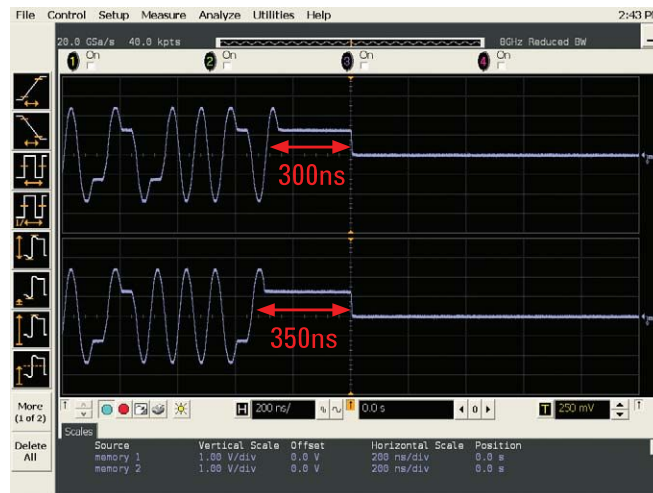 File Control Setup Measure Analyze Utilities Help 2:43 P
20.0 GSa/s 40.0 kpts 8GHz Reduced BW
1 On 2 On 3 On 4 On
300ns
350ns
More
(1 of 2)
Delete
All
H 200 ns/ 0.0 s 0 T 250 mV
Scales
Source Vertical Scale Offset Horizontal Scale Position
memory 1 1.00 V/div 0.0 V 200 ns/div 0.0 s
memory 2 1.00 V/div 0.0 V 200 ns/div 0.0 s